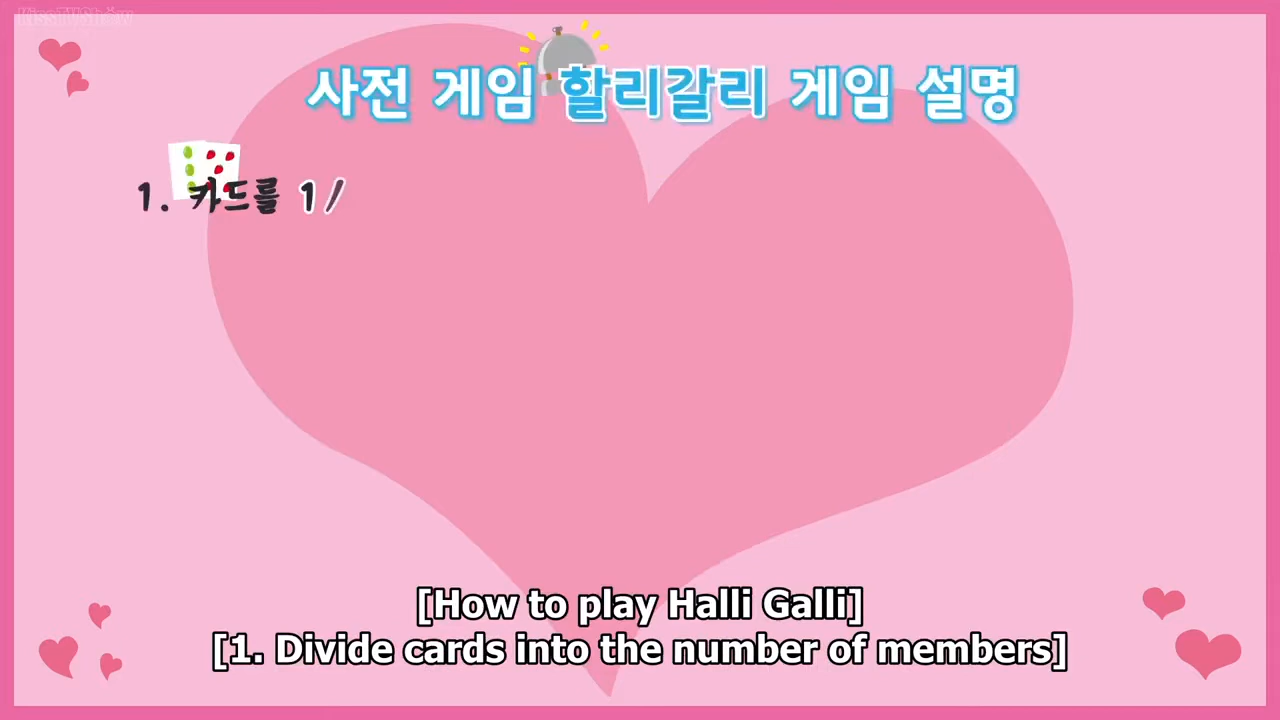 KissTVShow
사전 게임 할리갈리 게임 설명
1. 카드를 1/
[How to play Halli Galli]
[1. Divide cards into the number of members]